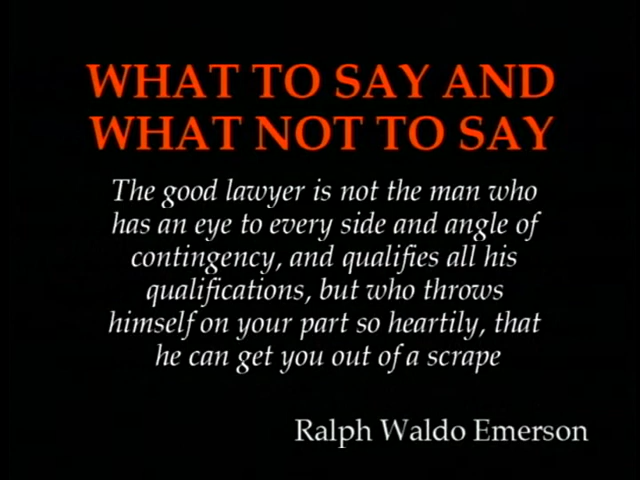 WHAT TO SAY AND
WHAT NOT TO SAY
The good lawyer is not the man who
has an eye to every side and angle of
contingency, and qualifies all his
qualifications, but who throws
himself on your part so heartily, that
he can get you out of a scrape
Ralph Waldo Emerson